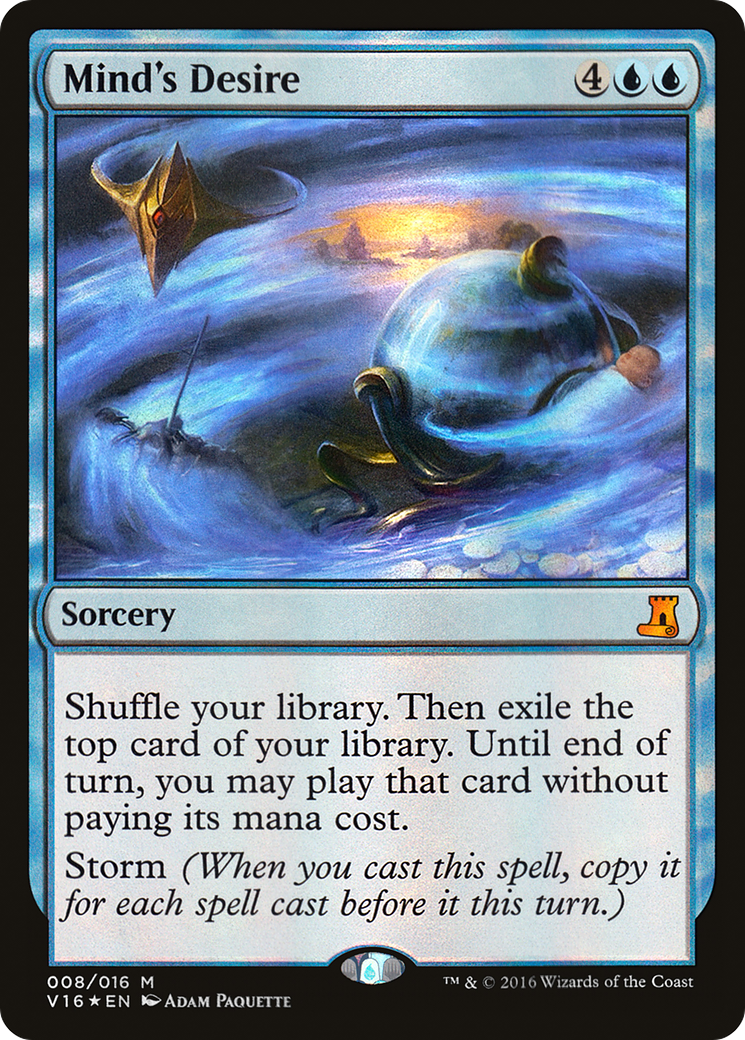 Mind's Desire 4
Sorcery
Shuffle your library. Then exile the
top card of your library. Until end of
turn, you may play that card without
paying its mana cost.
Storm (When you cast this spell, copy it
for each spell cast before it this turn.)
008/016 M
V16★EN Adam Paquette
™ & © 2016 Wizards of the Coast